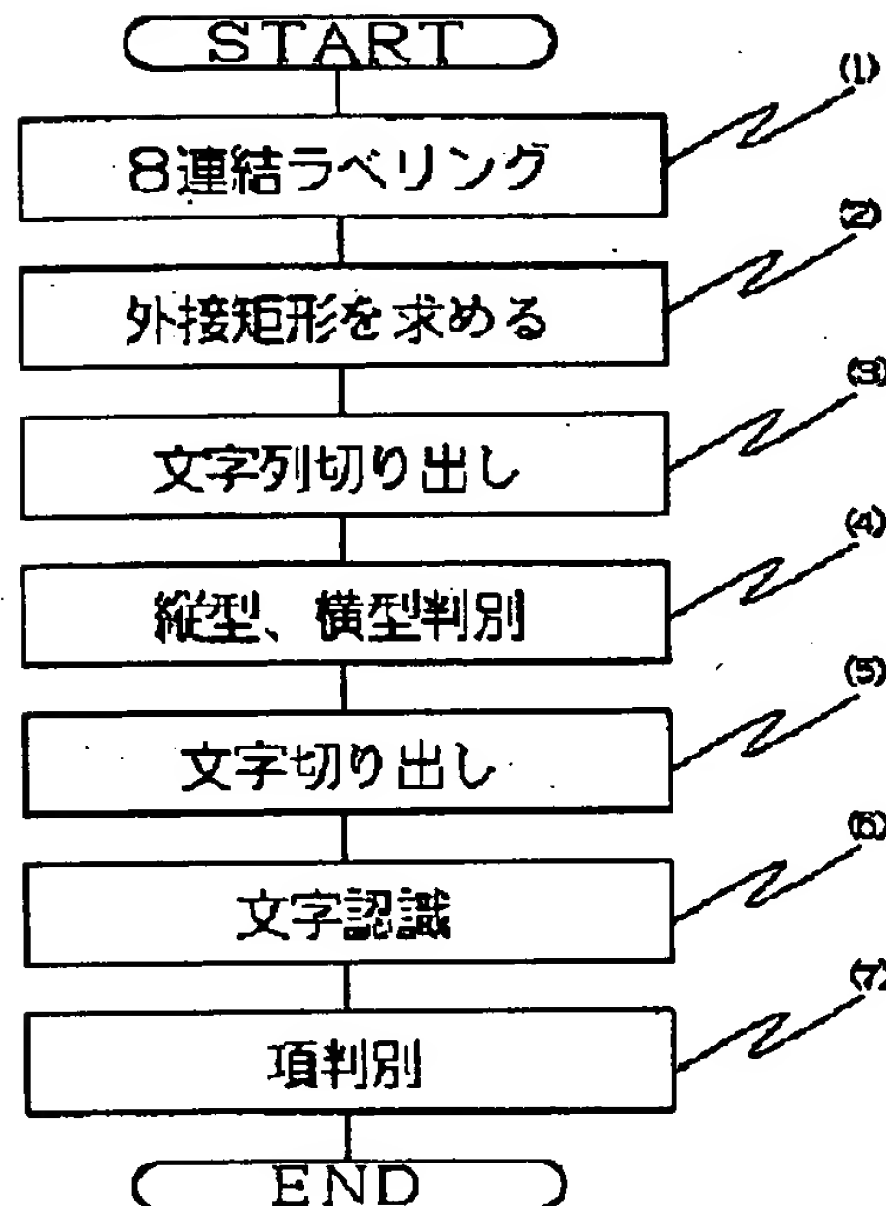 START
(1)
8連結ラベリング
(2)
外接矩形を求める
(3)
文字列切り出し
(4)
縦型、横型判別
(5)
文字切り出し
(6)
文字認識
(7)
項判別
END